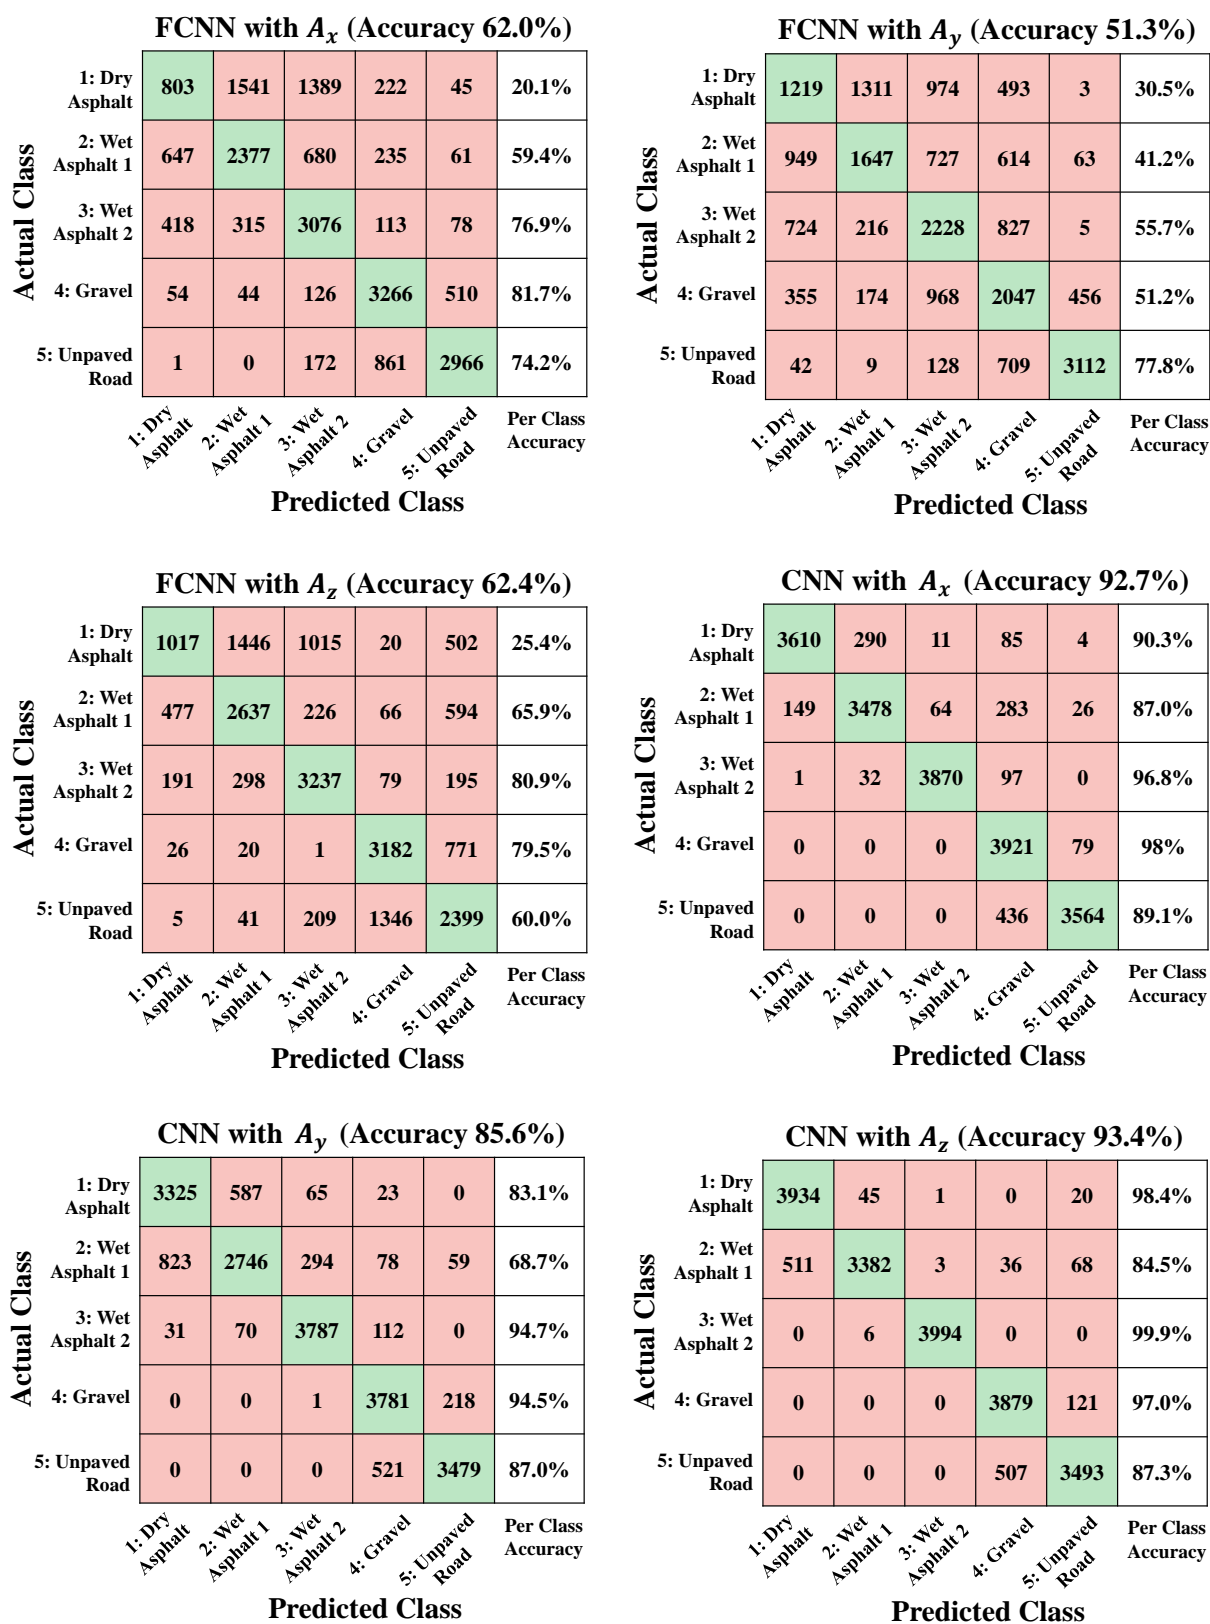 FCNN with Aₓ (Accuracy 62.0%)
1: Dry
Asphalt
803 1541 1389 222 45 20.1%
2: Wet
Asphalt 1
647 2377 680 235 61 59.4%
3: Wet
Asphalt 2
418 315 3076 113 78 76.9%
4: Gravel
54 44 126 3266 510 81.7%
5: Unpaved
Road
1 0 172 861 2966 74.2%
Actual Class
1: Dry
Asphalt
2: Wet
Asphalt 1
3: Wet
Asphalt 2
4: Gravel
5: Unpaved
Road
Per Class
Accuracy
Predicted Class
FCNN with A_y (Accuracy 51.3%)
1: Dry
Asphalt
1219 1311 974 493 3 30.5%
2: Wet
Asphalt 1
949 1647 727 614 63 41.2%
3: Wet
Asphalt 2
724 216 2228 827 5 55.7%
4: Gravel
355 174 968 2047 456 51.2%
5: Unpaved
Road
42 9 128 709 3112 77.8%
Actual Class
1: Dry
Asphalt
2: Wet
Asphalt 1
3: Wet
Asphalt 2
4: Gravel
5: Unpaved
Road
Per Class
Accuracy
Predicted Class
FCNN with A_z (Accuracy 62.4%)
1: Dry
Asphalt
1017 1446 1015 20 502 25.4%
2: Wet
Asphalt 1
477 2637 226 66 594 65.9%
3: Wet
Asphalt 2
191 298 3237 79 195 80.9%
4: Gravel
26 20 1 3182 771 79.5%
5: Unpaved
Road
5 41 209 1346 2399 60.0%
Actual Class
1: Dry
Asphalt
2: Wet
Asphalt 1
3: Wet
Asphalt 2
4: Gravel
5: Unpaved
Road
Per Class
Accuracy
Predicted Class
CNN with Aₓ (Accuracy 92.7%)
1: Dry
Asphalt
3610 290 11 85 4 90.3%
2: Wet
Asphalt 1
149 3478 64 283 26 87.0%
3: Wet
Asphalt 2
1 32 3870 97 0 96.8%
4: Gravel
0 0 0 3921 79 98%
5: Unpaved
Road
0 0 0 436 3564 89.1%
Actual Class
1: Dry
Asphalt
2: Wet
Asphalt 1
3: Wet
Asphalt 2
4: Gravel
5: Unpaved
Road
Per Class
Accuracy
Predicted Class
CNN with A_y (Accuracy 85.6%)
1: Dry
Asphalt
3325 587 65 23 0 83.1%
2: Wet
Asphalt 1
823 2746 294 78 59 68.7%
3: Wet
Asphalt 2
31 70 3787 112 0 94.7%
4: Gravel
0 0 1 3781 218 94.5%
5: Unpaved
Road
0 0 0 521 3479 87.0%
Actual Class
1: Dry
Asphalt
2: Wet
Asphalt 1
3: Wet
Asphalt 2
4: Gravel
5: Unpaved
Road
Per Class
Accuracy
Predicted Class
CNN with A_z (Accuracy 93.4%)
1: Dry
Asphalt
3934 45 1 0 20 98.4%
2: Wet
Asphalt 1
511 3382 3 36 68 84.5%
3: Wet
Asphalt 2
0 6 3994 0 0 99.9%
4: Gravel
0 0 0 3879 121 97.0%
5: Unpaved
Road
0 0 0 507 3493 87.3%
Actual Class
1: Dry
Asphalt
2: Wet
Asphalt 1
3: Wet
Asphalt 2
4: Gravel
5: Unpaved
Road
Per Class
Accuracy
Predicted Class